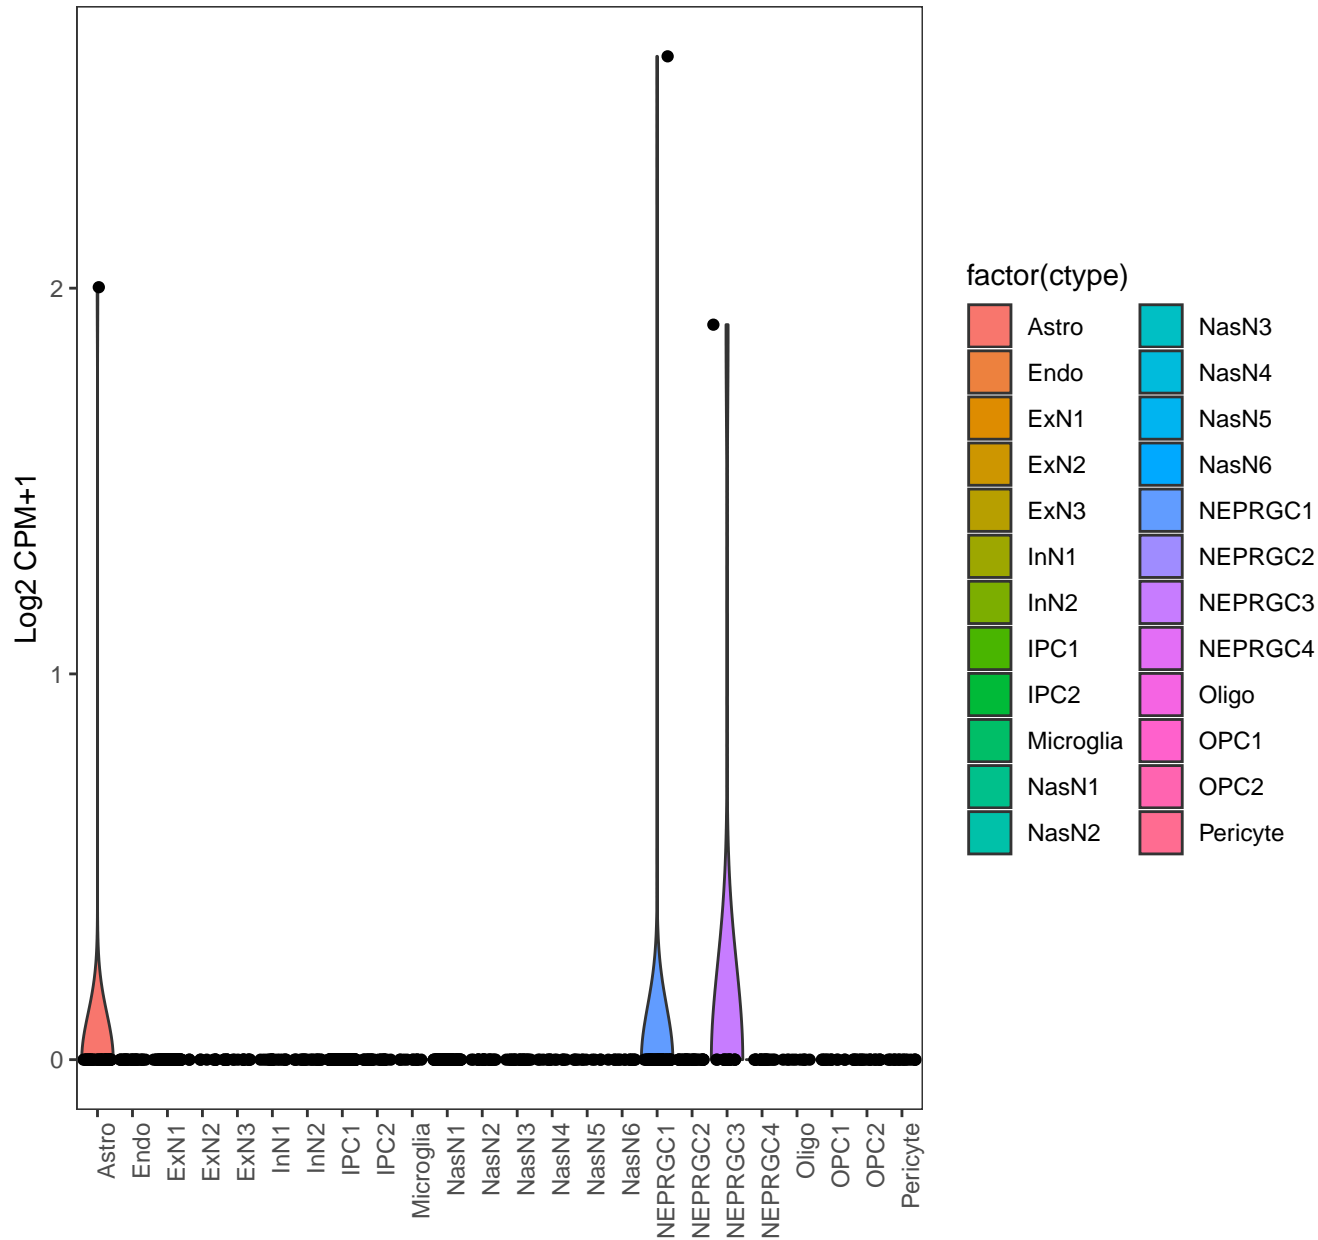 Log2 CPM+1
2
1
0
Astro
Endo
ExN1
ExN2
ExN3
InN1
InN2
IPC1
IPC2
Microglia
NasN1
NasN2
NasN3
NasN4
NasN5
NasN6
NEPRGC1
NEPRGC2
NEPRGC3
NEPRGC4
Oligo
OPC1
OPC2
Pericyte
factor(ctype)
Astro
Endo
ExN1
ExN2
ExN3
InN1
InN2
IPC1
IPC2
Microglia
NasN1
NasN2
NasN3
NasN4
NasN5
NasN6
NEPRGC1
NEPRGC2
NEPRGC3
NEPRGC4
Oligo
OPC1
OPC2
Pericyte